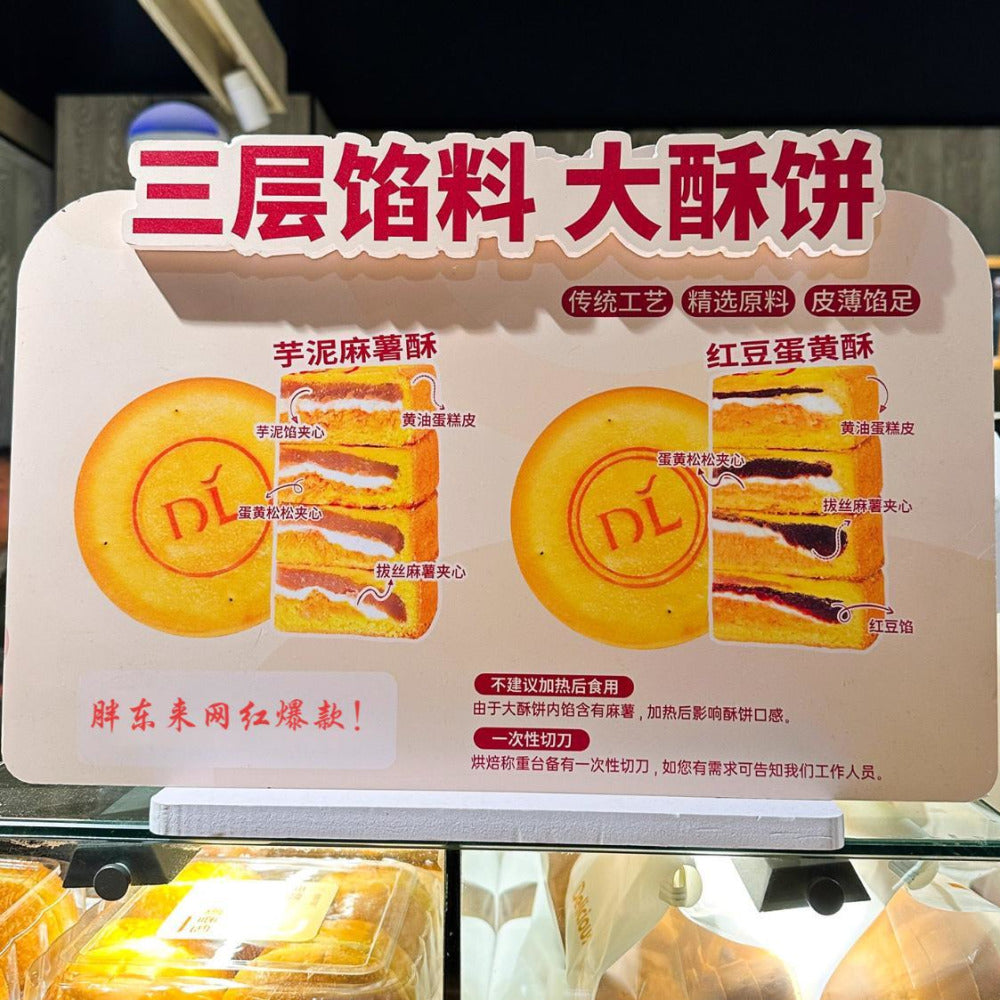 三层馅料 大酥饼
传统工艺 精选原料 皮薄馅足
芋泥麻薯酥
芋泥馅夹心
黄油蛋糕皮
蛋黄松松夹心
拔丝麻薯夹心
DL
红豆蛋黄酥
黄油蛋糕皮
蛋黄松松夹心
拔丝麻薯夹心
红豆馅
DL
胖东来网红爆款!
不建议加热后食用
由于大酥饼内馅含有麻薯,加热后影响酥饼口感。
一次性切刀
烘焙称重台备有一次性切刀,如您有需求可告知我们工作人员。